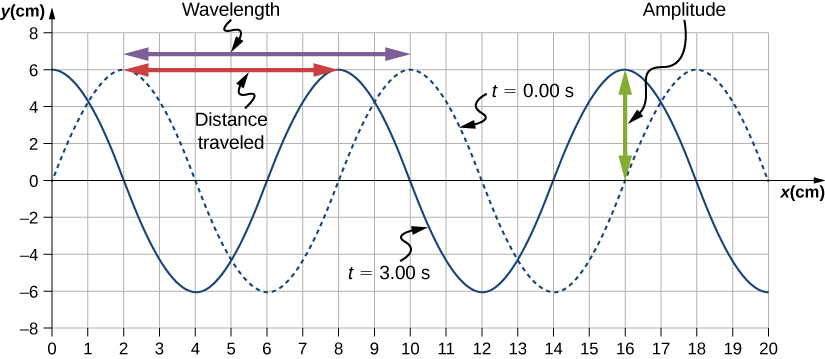 y(cm)
Wavelength
Amplitude
8
6
4
2
0
−2
−4
−6
−8
Distance
traveled
t = 0.00 s
t = 3.00 s
x(cm)
0 1 2 3 4 5 6 7 8 9 10 11 12 13 14 15 16 17 18 19 20